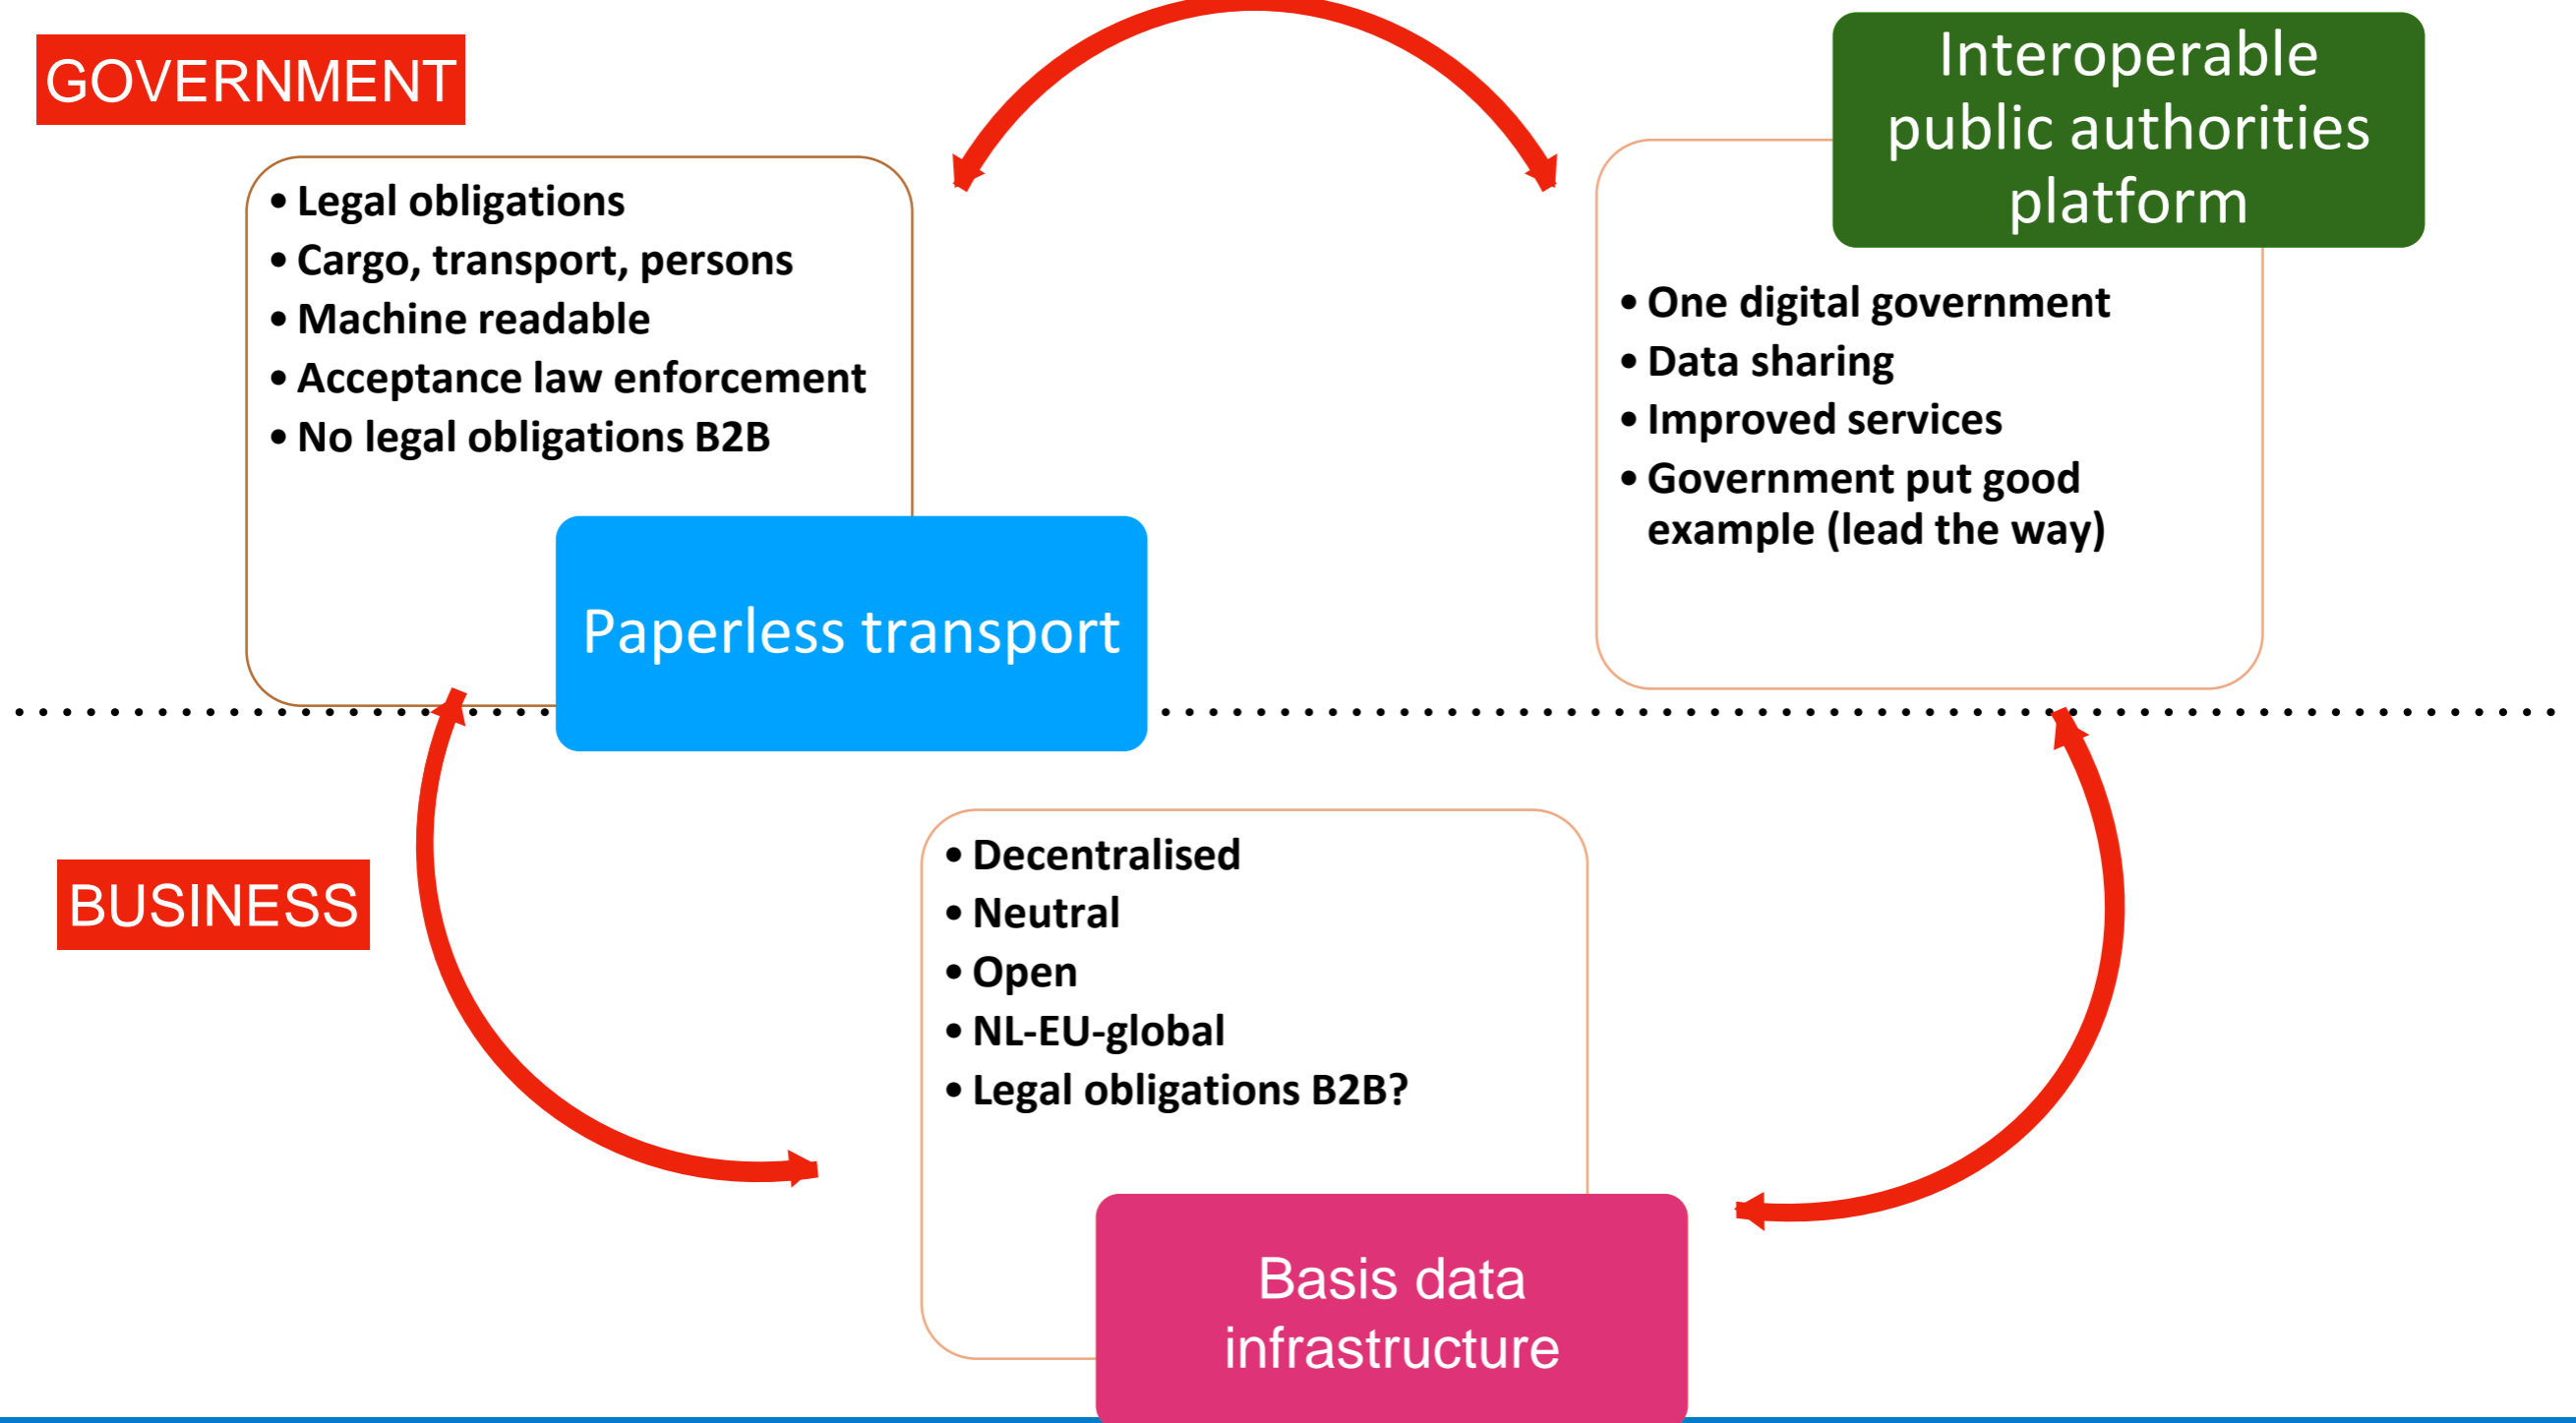 GOVERNMENT
• Legal obligations
• Cargo, transport, persons
• Machine readable
• Acceptance law enforcement
• No legal obligations B2B
Paperless transport
Interoperable
public authorities
platform
• One digital government
• Data sharing
• Improved services
• Government put good
example (lead the way)
BUSINESS
• Decentralised
• Neutral
• Open
• NL-EU-global
• Legal obligations B2B?
Basis data
infrastructure